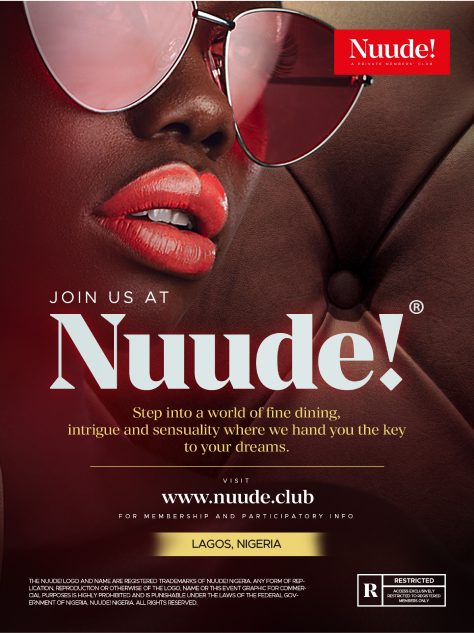 Nuude!
A PRIVATE MEMBERS' CLUB
JOIN US AT
Nuude!®
Step into a world of fine dining,
intrigue and sensuality where we hand you the key
to your dreams.
VISIT
www.nuude.club
FOR MEMBERSHIP AND PARTICIPATORY INFO
LAGOS, NIGERIA
THE NUUDE! LOGO AND NAME ARE REGISTERED TRADEMARKS OF NUUDE! NIGERIA. ANY FORM OF REP-
LICATION, REPRODUCTION OR OTHERWISE OF THE LOGO, NAME OR THIS EVENT GRAPHIC FOR COMMER-
CIAL PURPOSES IS HIGHLY PROHIBITED AND IS PUNISHABLE UNDER THE LAWS OF THE FEDERAL GOV-
ERNMENT OF NIGERIA. NUUDE! NIGERIA. ALL RIGHTS RESERVED.
R
RESTRICTED
ACCESS EXCLUSIVELY
RESTRICTED TO REGISTERED
MEMBERS ONLY